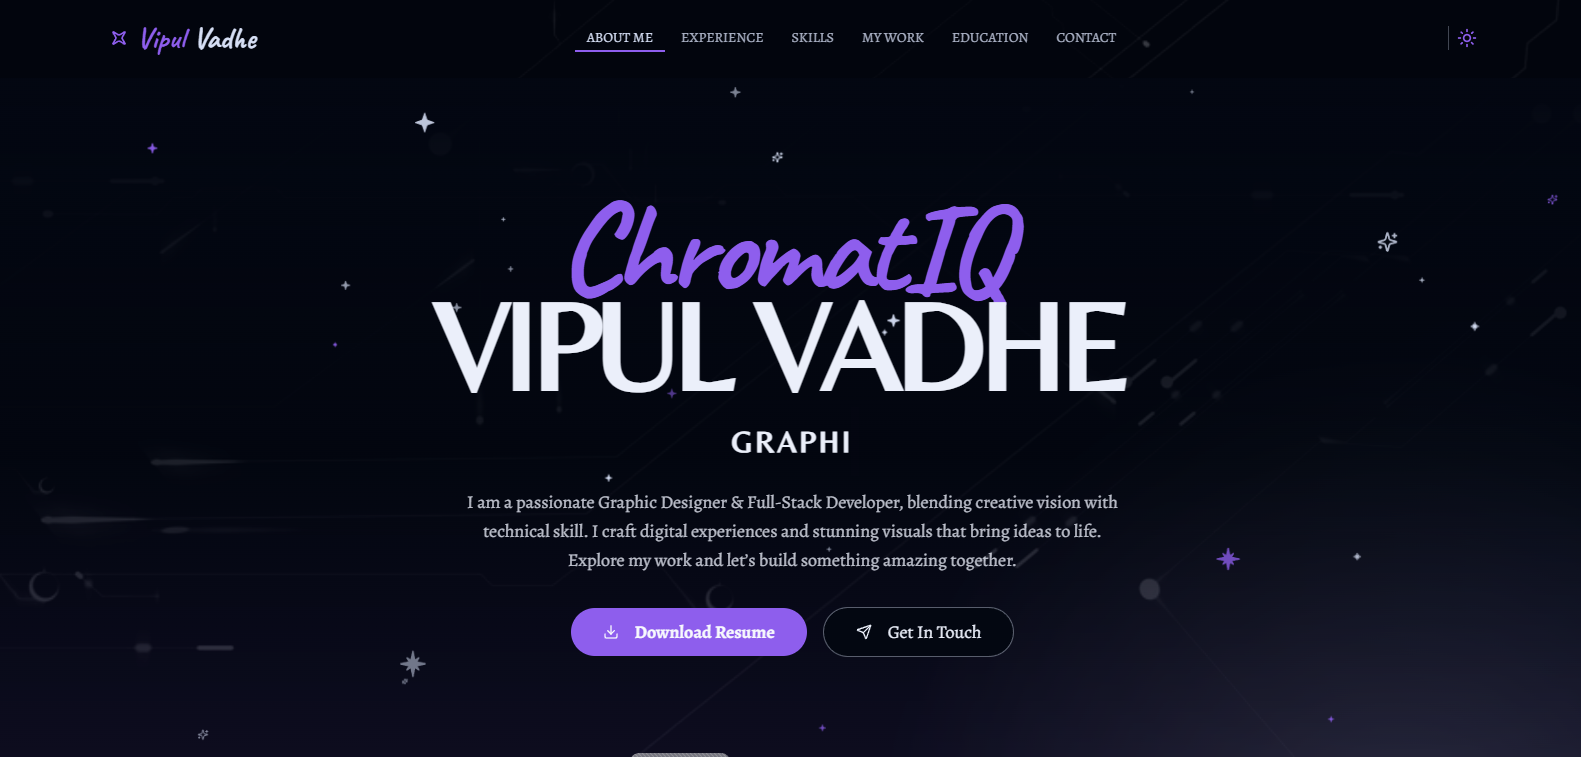 Vipul Vadhe
ABOUT ME EXPERIENCE SKILLS MY WORK EDUCATION CONTACT
ChromatIQ
VIPUL VADHE
GRAPHI
I am a passionate Graphic Designer & Full-Stack Developer, blending creative vision with
technical skill. I craft digital experiences and stunning visuals that bring ideas to life.
Explore my work and let's build something amazing together.
Download Resume Get In Touch